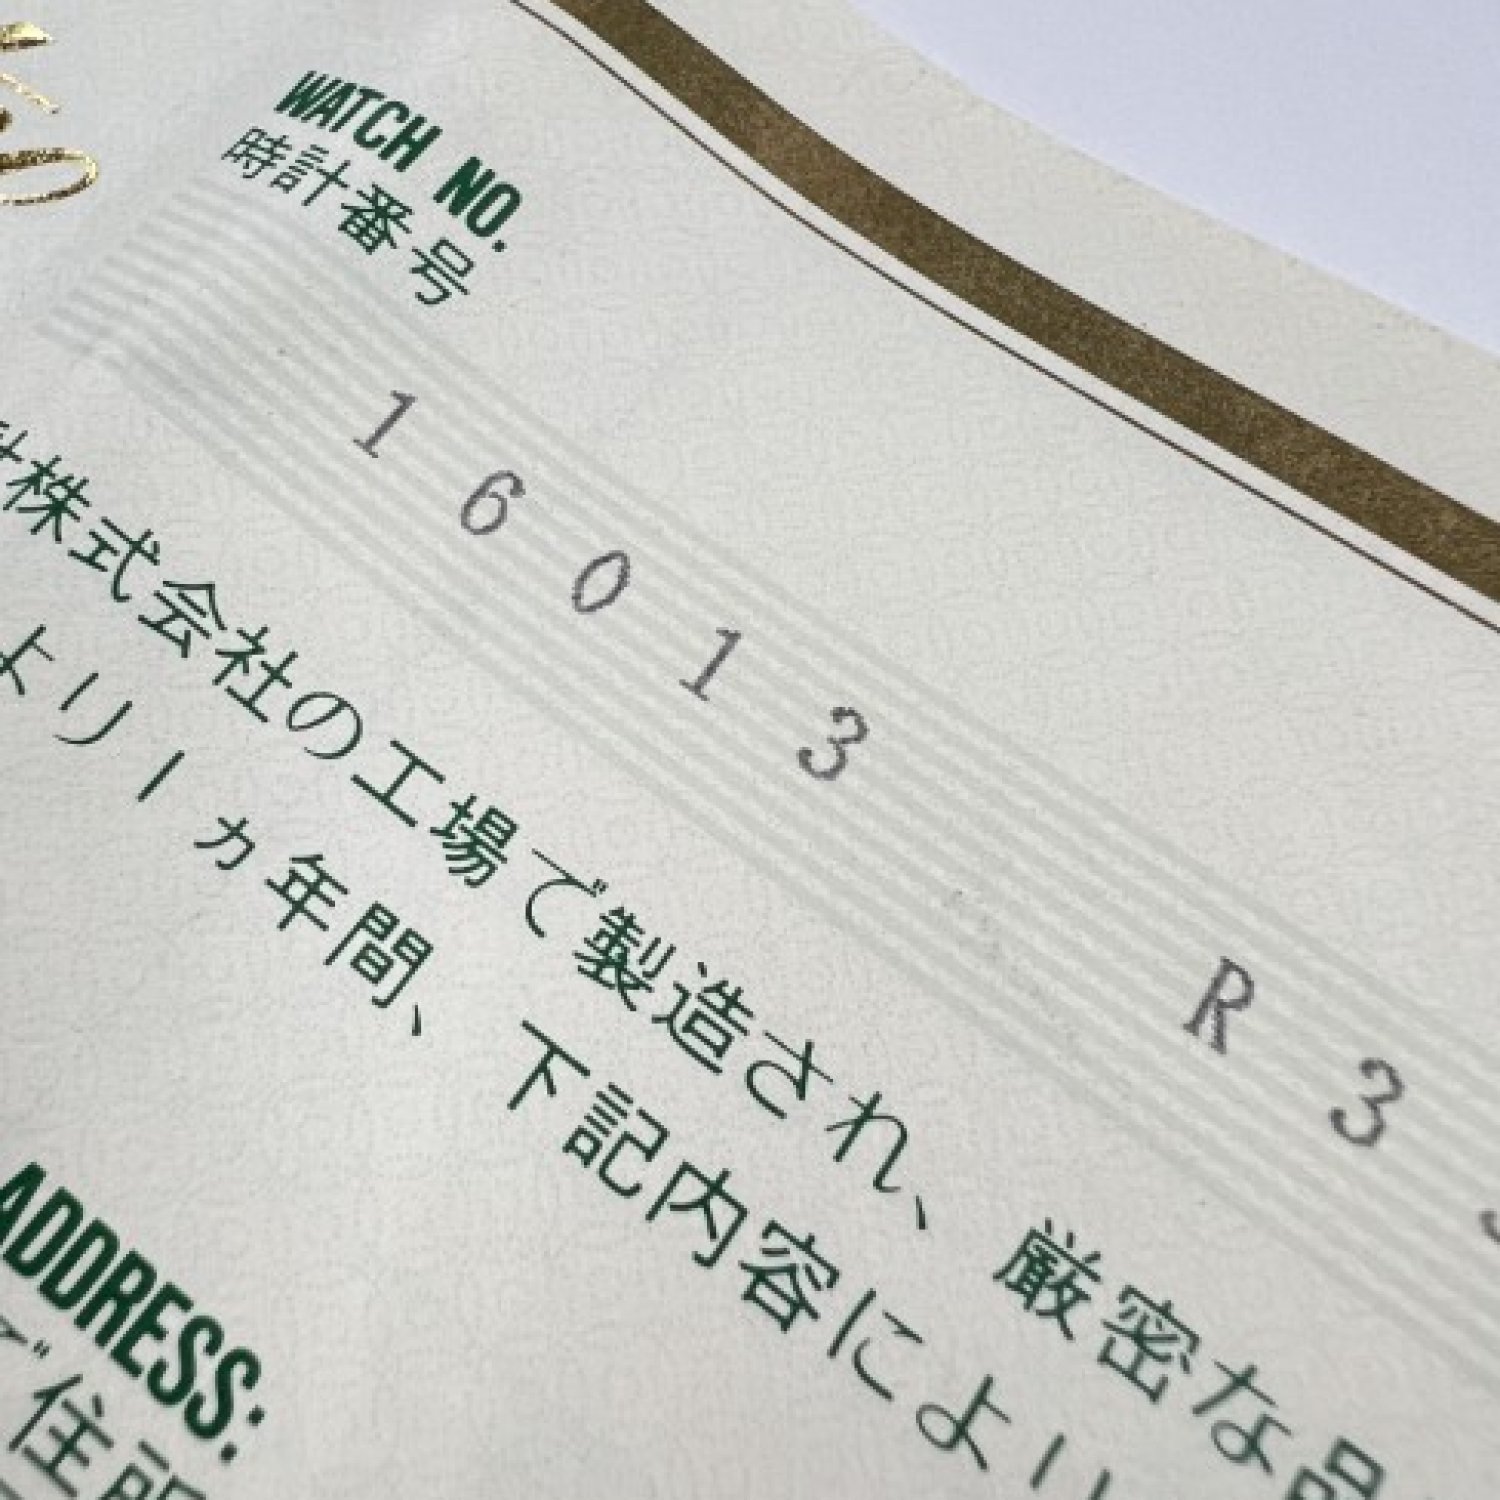 WATCH NO.
時計番号
16013 R3
株式会社の工場で製造され、厳密な品
より一ヵ年間、下記内容により
ADDRESS:
住所